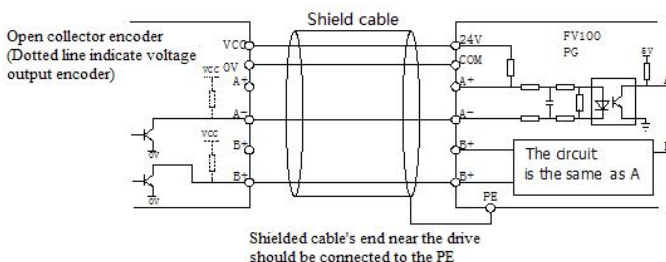 Shield cable
Open collector encoder
(Dotted line indicate voltage
output encoder)
VCC
0V
A+
A-
B+
B+
VCC
VCC
0V
0V
24V
COM
A+
A-
B+
B+
PE
FV100
PG
The circuit
is the same as A
Shielded cable's end near the drive
should be connected to the PE